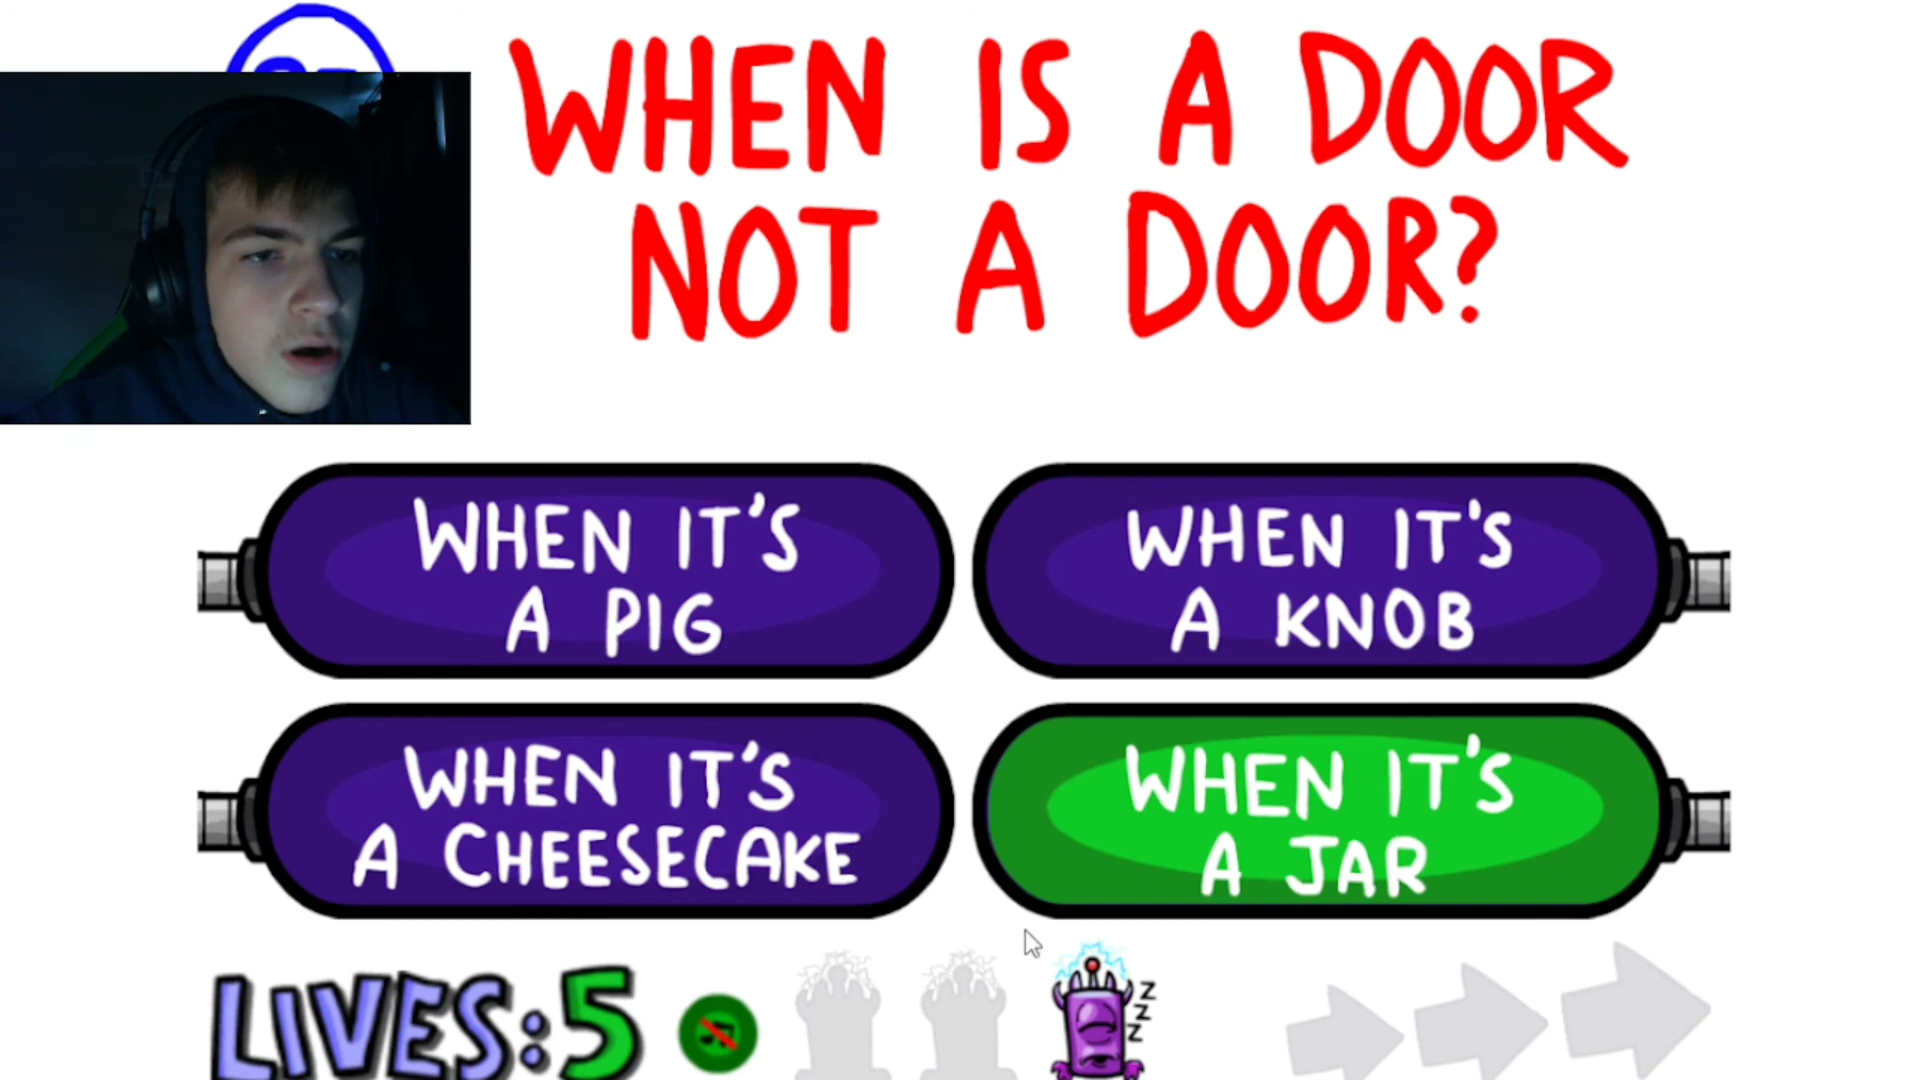 WHEN IS A DOOR
NOT A DOOR?
WHEN IT'S
A PIG
WHEN IT'S
A KNOB
WHEN IT'S
A CHEESECAKE
WHEN IT'S
A JAR
LIVES:5
Z
Z
Z